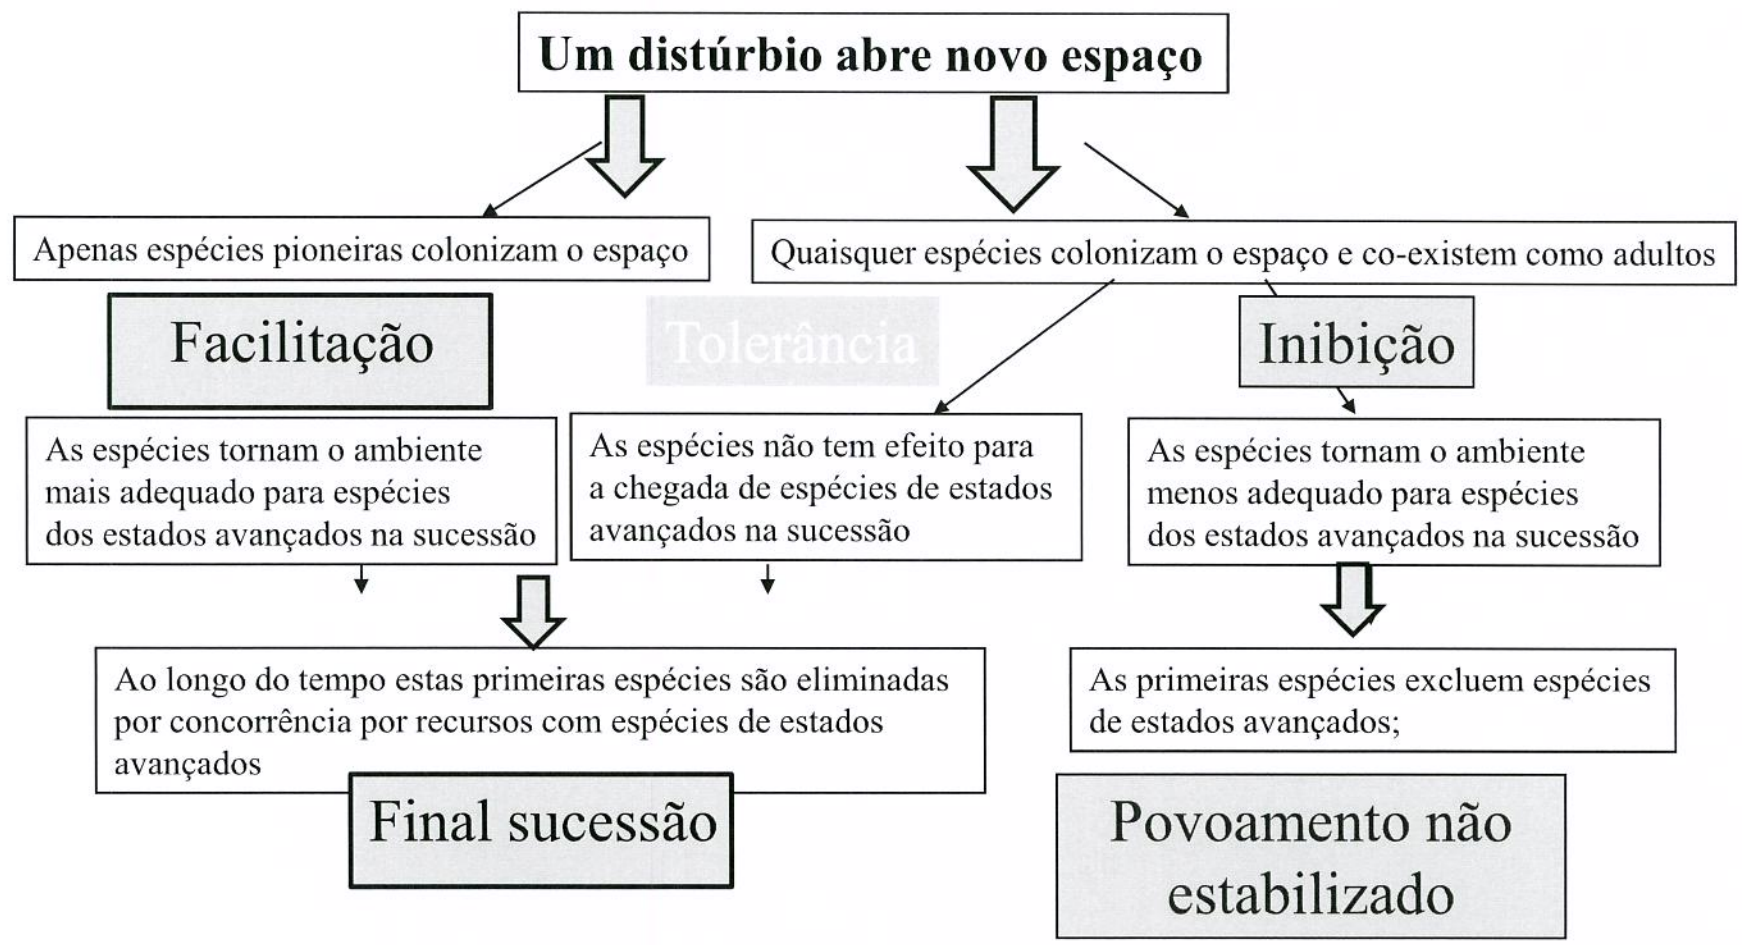 Um distúrbio abre novo espaço
Apenas espécies pioneiras colonizam o espaço
Quaisquer espécies colonizam o espaço e co-existem como adultos
Facilitação
Tolerância
Inibição
As espécies tornam o ambiente
mais adequado para espécies
dos estados avançados na sucessão
As espécies não tem efeito para
a chegada de espécies de estados
avançados na sucessão
As espécies tornam o ambiente
menos adequado para espécies
dos estados avançados na sucessão
Ao longo do tempo estas primeiras espécies são eliminadas
por concorrência por recursos com espécies de estados
avançados
As primeiras espécies excluem espécies
de estados avançados;
Final sucessão
Povoamento não
estabilizado